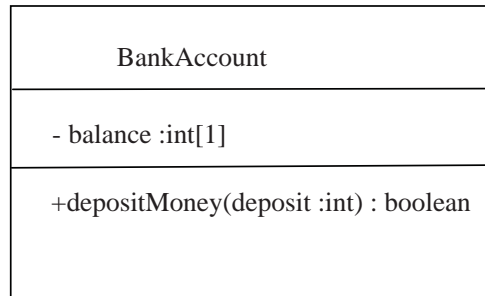 BankAccount
- balance :int[1]
+depositMoney(deposit :int) : boolean